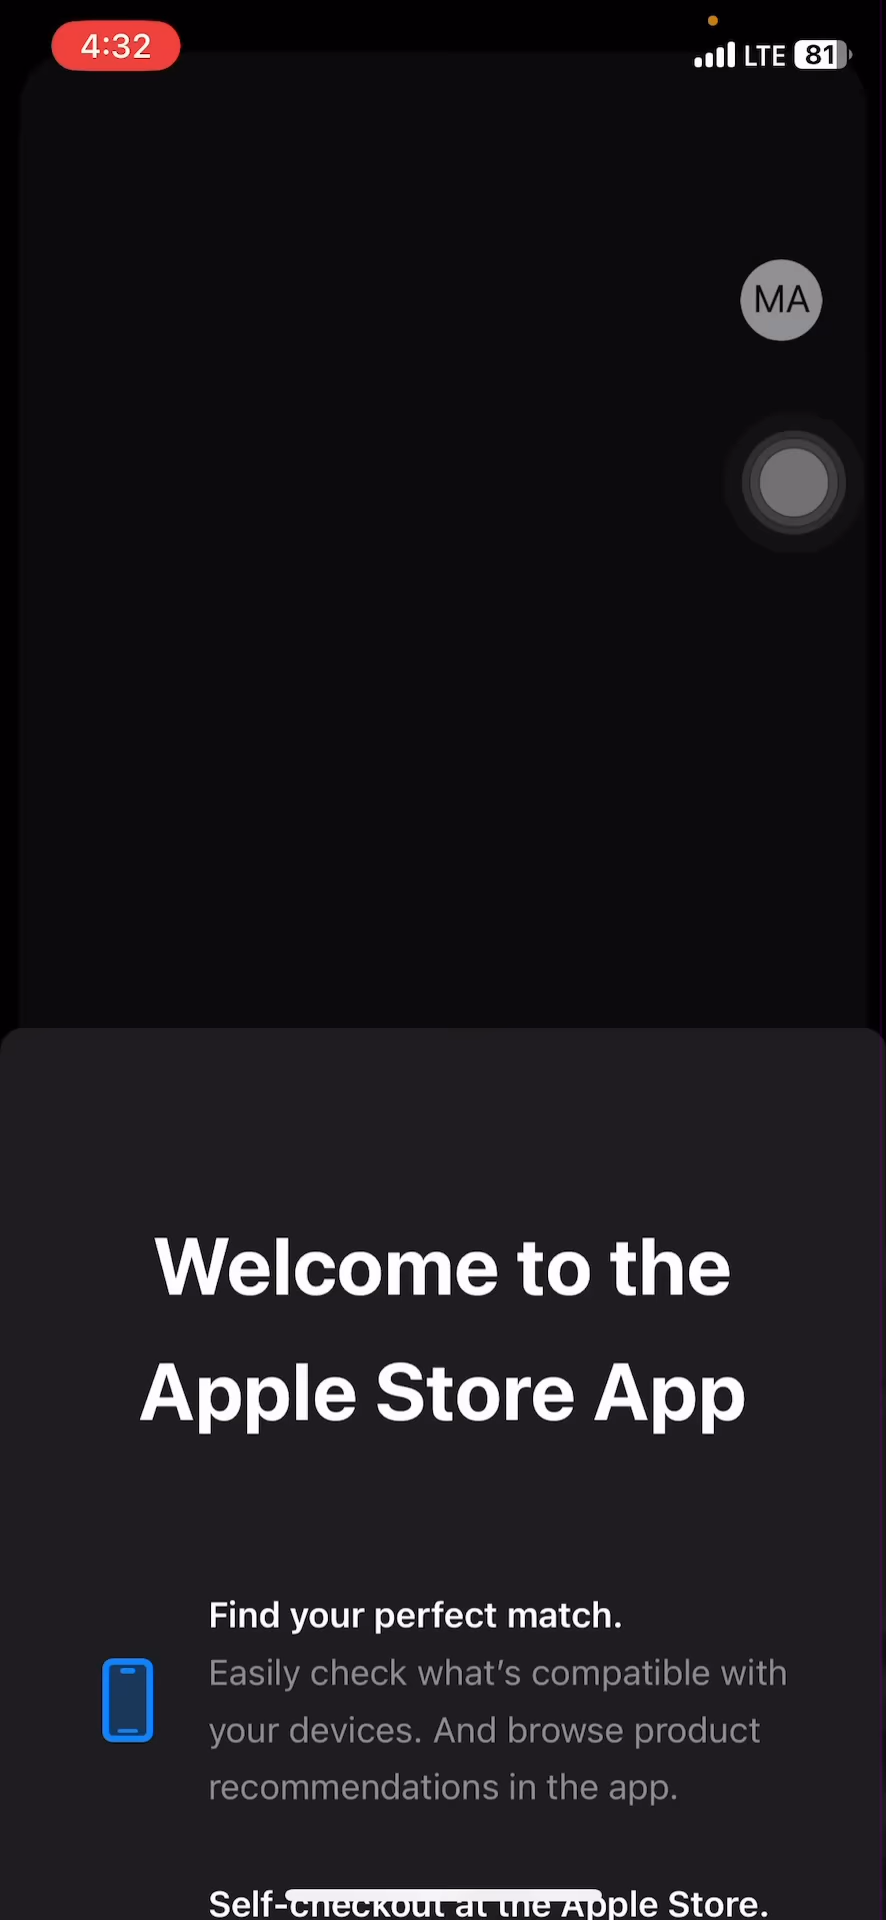 4:32
LTE 81
MA
Welcome to the
Apple Store App
Find your perfect match.
Easily check what's compatible with
your devices. And browse product
recommendations in the app.
Self-checkout at the Apple Store.